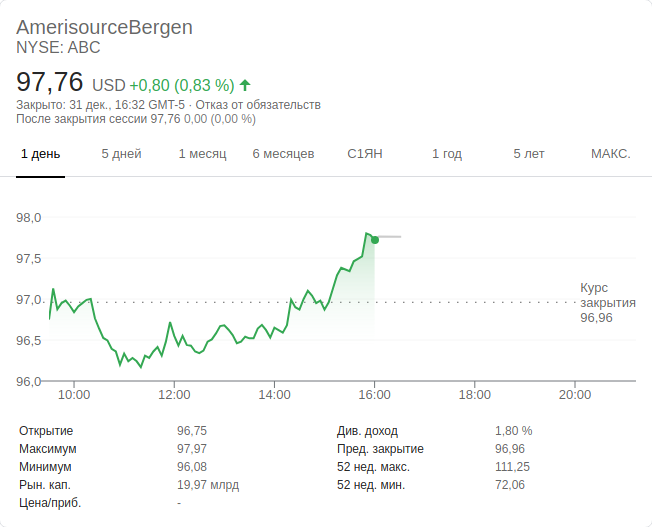 AmerisourceBergen
NYSE: ABC
97,76 USD +0,80 (0,83 %)
Закрыто: 31 дек., 16:32 GMT-5 · Отказ от обязательств
После закрытия сессии 97,76 0,00 (0,00 %)
1 день 5 дней 1 месяц 6 месяцев С1ЯН 1 год 5 лет МАКС.
98,0
97,5
97,0
96,5
96,0
Курс
закрытия
96,96
10:00 12:00 14:00 16:00 18:00 20:00
Открытие 96,75 Див. доход 1,80 %
Максимум 97,97 Пред. закрытие 96,96
Минимум 96,08 52 нед. макс. 111,25
Рын. кап. 19,97 млрд 52 нед. мин. 72,06
Цена/приб. -